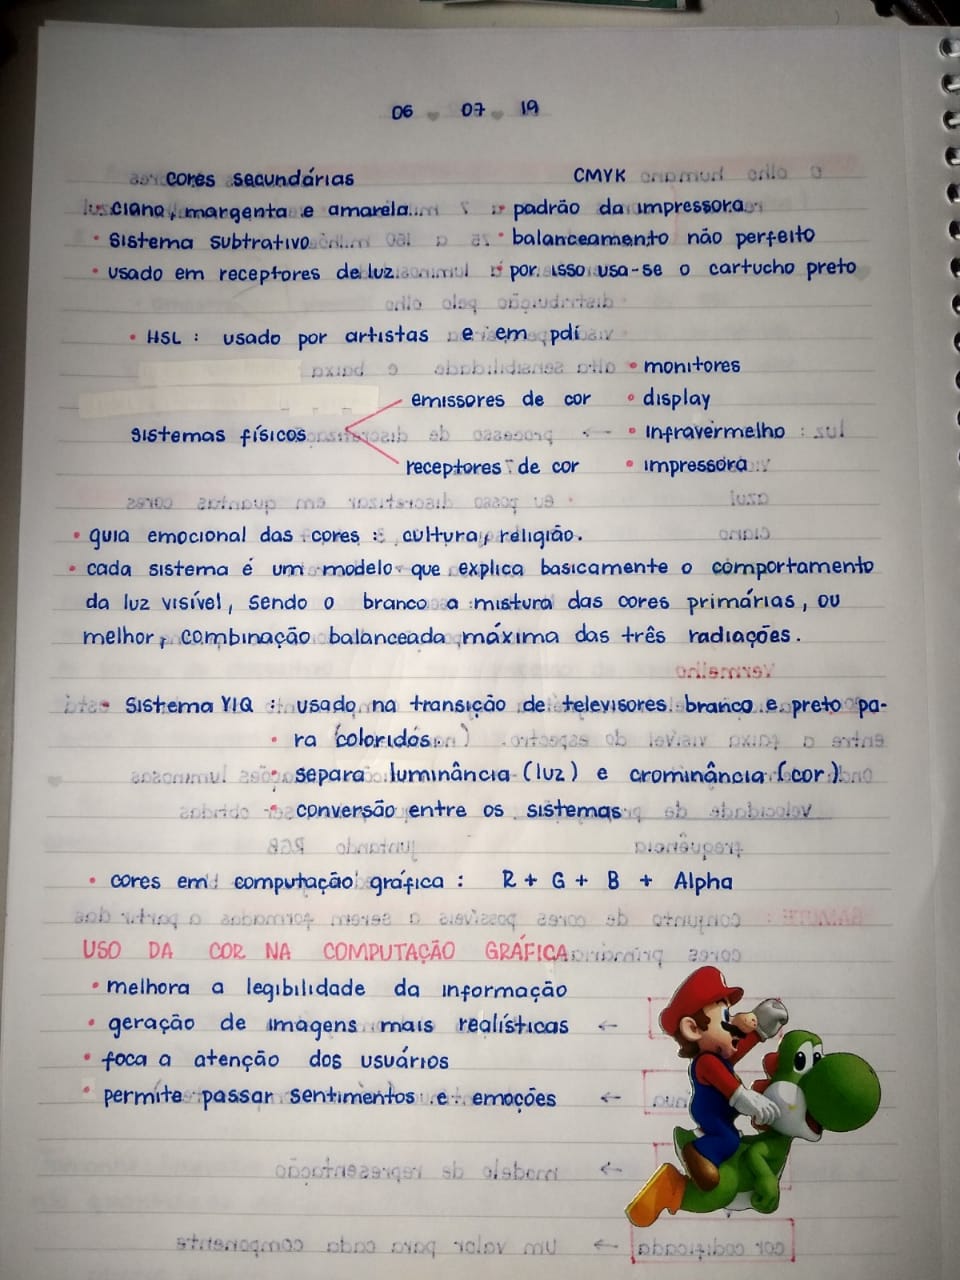 06 07 19
cores secundárias
ciano, margenta e amarela
• sistema subtrativo
• usado em receptores de luz
CMYK
• padrão da impressora
• balanceamento não perfeito
• por isso usa-se o cartucho preto
• HSL : usado por artistas e em pdi
sistemas físicos
emissores de cor
• monitores
• display
receptores de cor
• infravermelho
• impressora
• guia emocional das cores : cultura, religião.
• cada sistema é um modelo que explica basicamente o comportamento
da luz visível, sendo o branco a mistura das cores primárias, ou
melhor, combinação balanceada máxima das três radiações.
• sistema YIQ : usado na transição de televisores branco e preto pa-
• ra coloridos.
• separa luminância (luz) e crominância (cor)
• conversão entre os sistemas
• cores em computação gráfica : R + G + B + Alpha
USO DA COR NA COMPUTAÇÃO GRÁFICA
• melhora a legibilidade da informação
• geração de imagens mais realísticas
• foca a atenção dos usuários
• permite passar sentimentos e emoções